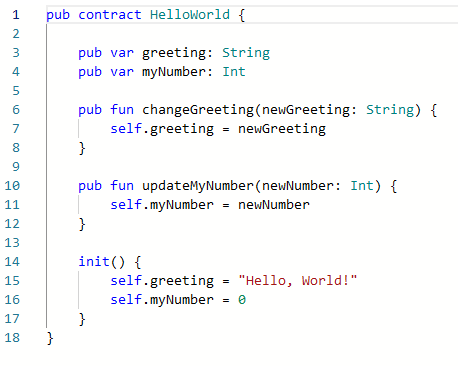 1 pub contract HelloWorld {
2
3     pub var greeting: String
4     pub var myNumber: Int
5
6     pub fun changeGreeting(newGreeting: String) {
7         self.greeting = newGreeting
8     }
9
10     pub fun updateMyNumber(newNumber: Int) {
11         self.myNumber = newNumber
12     }
13
14     init() {
15         self.greeting = "Hello, World!"
16         self.myNumber = 0
17     }
18 }